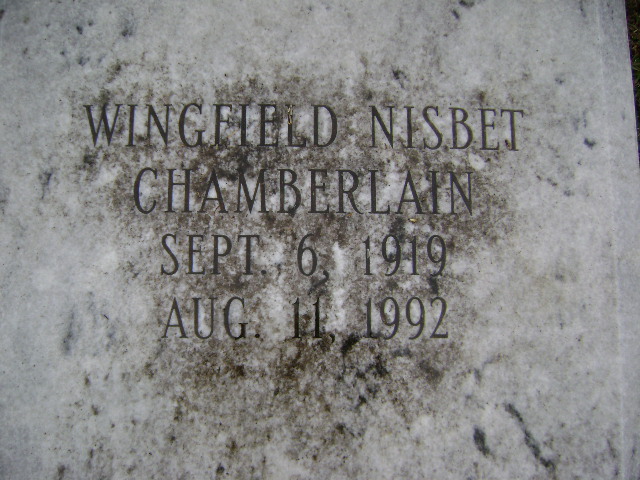 WINGFIELD NISBET
CHAMBERLAIN
SEPT. 6, 1919
AUG. 11, 1992